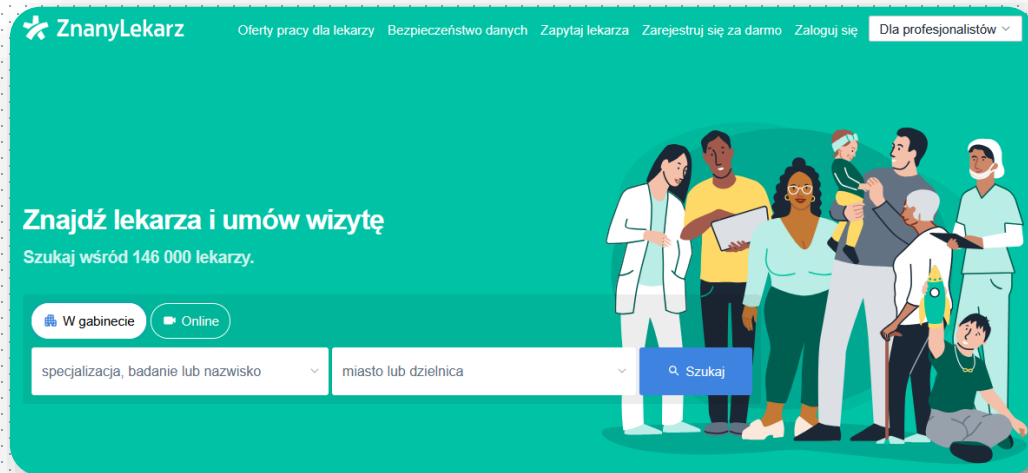 ZnanyLekarz
Oferty pracy dla lekarzy Bezpieczeństwo danych Zapytaj lekarza Zarejestruj się za darmo Zaloguj się Dla profesjonalistów
Znajdź lekarza i umów wizytę
Szukaj wśród 146 000 lekarzy.
W gabinecie Online
specjalizacja, badanie lub nazwisko miasto lub dzielnica Szukaj